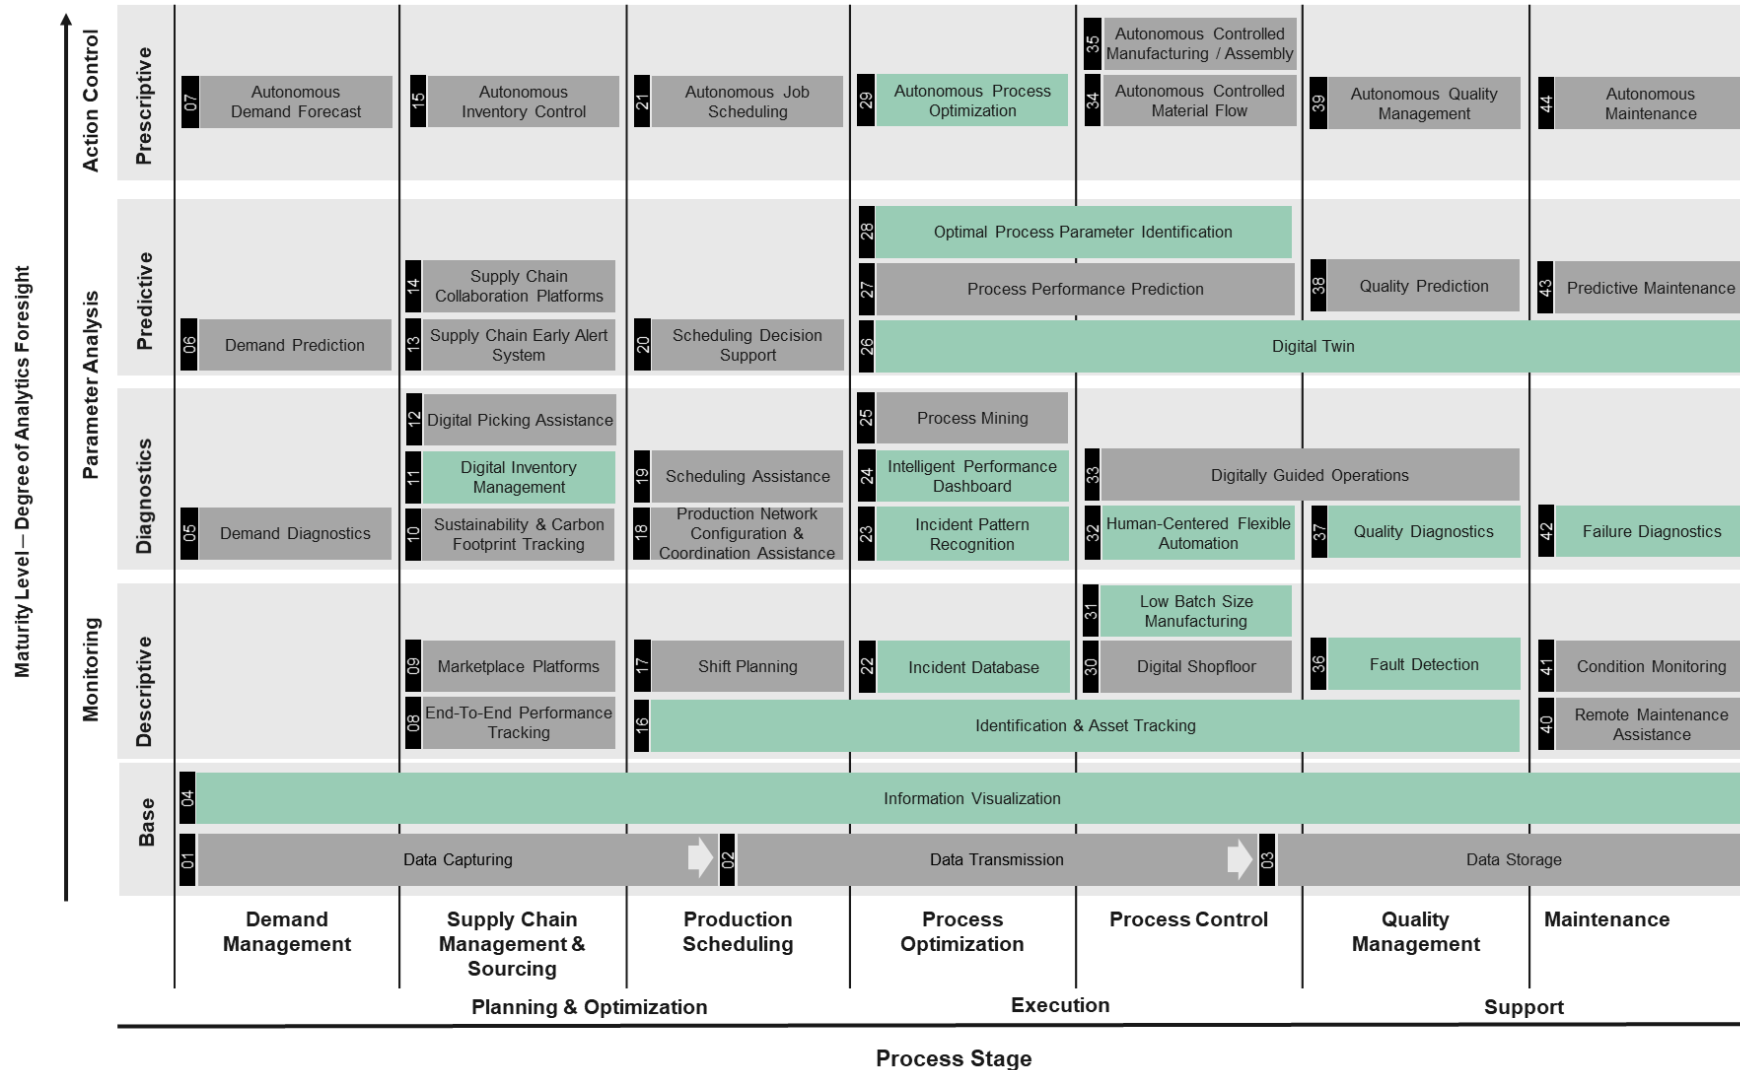 Maturity Level – Degree of Analytics Foresight
Action Control
Prescriptive
07
Autonomous
Demand Forecast
15
Autonomous
Inventory Control
21
Autonomous Job
Scheduling
29
Autonomous Process
Optimization
35
Autonomous Controlled
Manufacturing / Assembly
34
Autonomous Controlled
Material Flow
39
Autonomous Quality
Management
44
Autonomous
Maintenance
Parameter Analysis
Predictive
28
Optimal Process Parameter Identification
14
Supply Chain
Collaboration Platforms
27
Process Performance Prediction
38
Quality Prediction
43
Predictive Maintenance
06
Demand Prediction
13
Supply Chain Early Alert
System
20
Scheduling Decision
Support
26
Digital Twin
Diagnostics
12
Digital Picking Assistance
25
Process Mining
11
Digital Inventory
Management
19
Scheduling Assistance
24
Intelligent Performance
Dashboard
33
Digitally Guided Operations
05
Demand Diagnostics
10
Sustainability & Carbon
Footprint Tracking
18
Production Network
Configuration &
Coordination Assistance
23
Incident Pattern
Recognition
32
Human-Centered Flexible
Automation
37
Quality Diagnostics
42
Failure Diagnostics
Monitoring
Descriptive
31
Low Batch Size
Manufacturing
09
Marketplace Platforms
17
Shift Planning
22
Incident Database
30
Digital Shopfloor
36
Fault Detection
41
Condition Monitoring
08
End-To-End Performance
Tracking
16
Identification & Asset Tracking
40
Remote Maintenance
Assistance
Base
04
Information Visualization
01
Data Capturing
02
Data Transmission
03
Data Storage
Demand
Management
Supply Chain
Management &
Sourcing
Production
Scheduling
Process
Optimization
Process Control
Quality
Management
Maintenance
Planning & Optimization
Execution
Support
Process Stage